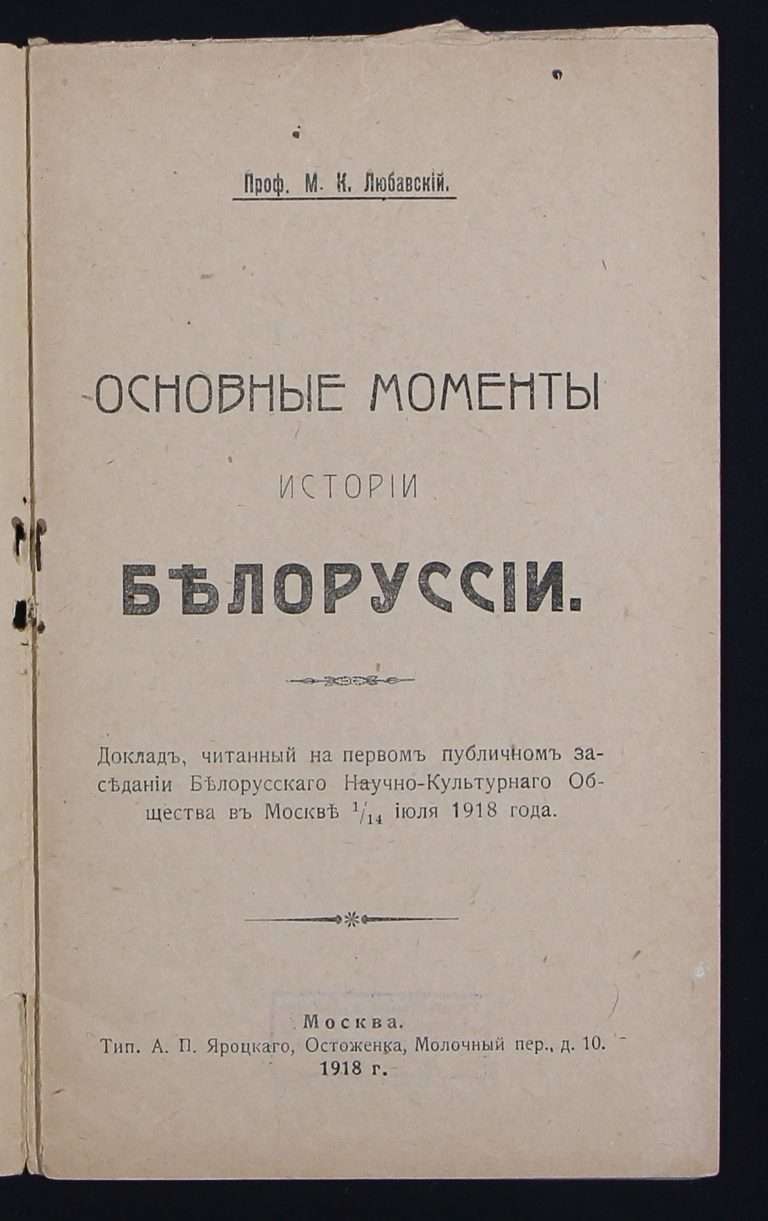 Проф. М. К. Любавскій.
ОСНОВНЫЕ МОМЕНТЫ
ИСТОРІИ
БѢЛОРУССІИ.
Докладъ, читанный на первомъ публичномъ за-
сѣданіи Бѣлорусскаго Научно-Культурнаго Об-
щества въ Москвѣ 1/14 іюля 1918 года.
Москва.
Тип. А. П. Яроцкаго, Остоженка, Молочный пер., д. 10.
1918 г.